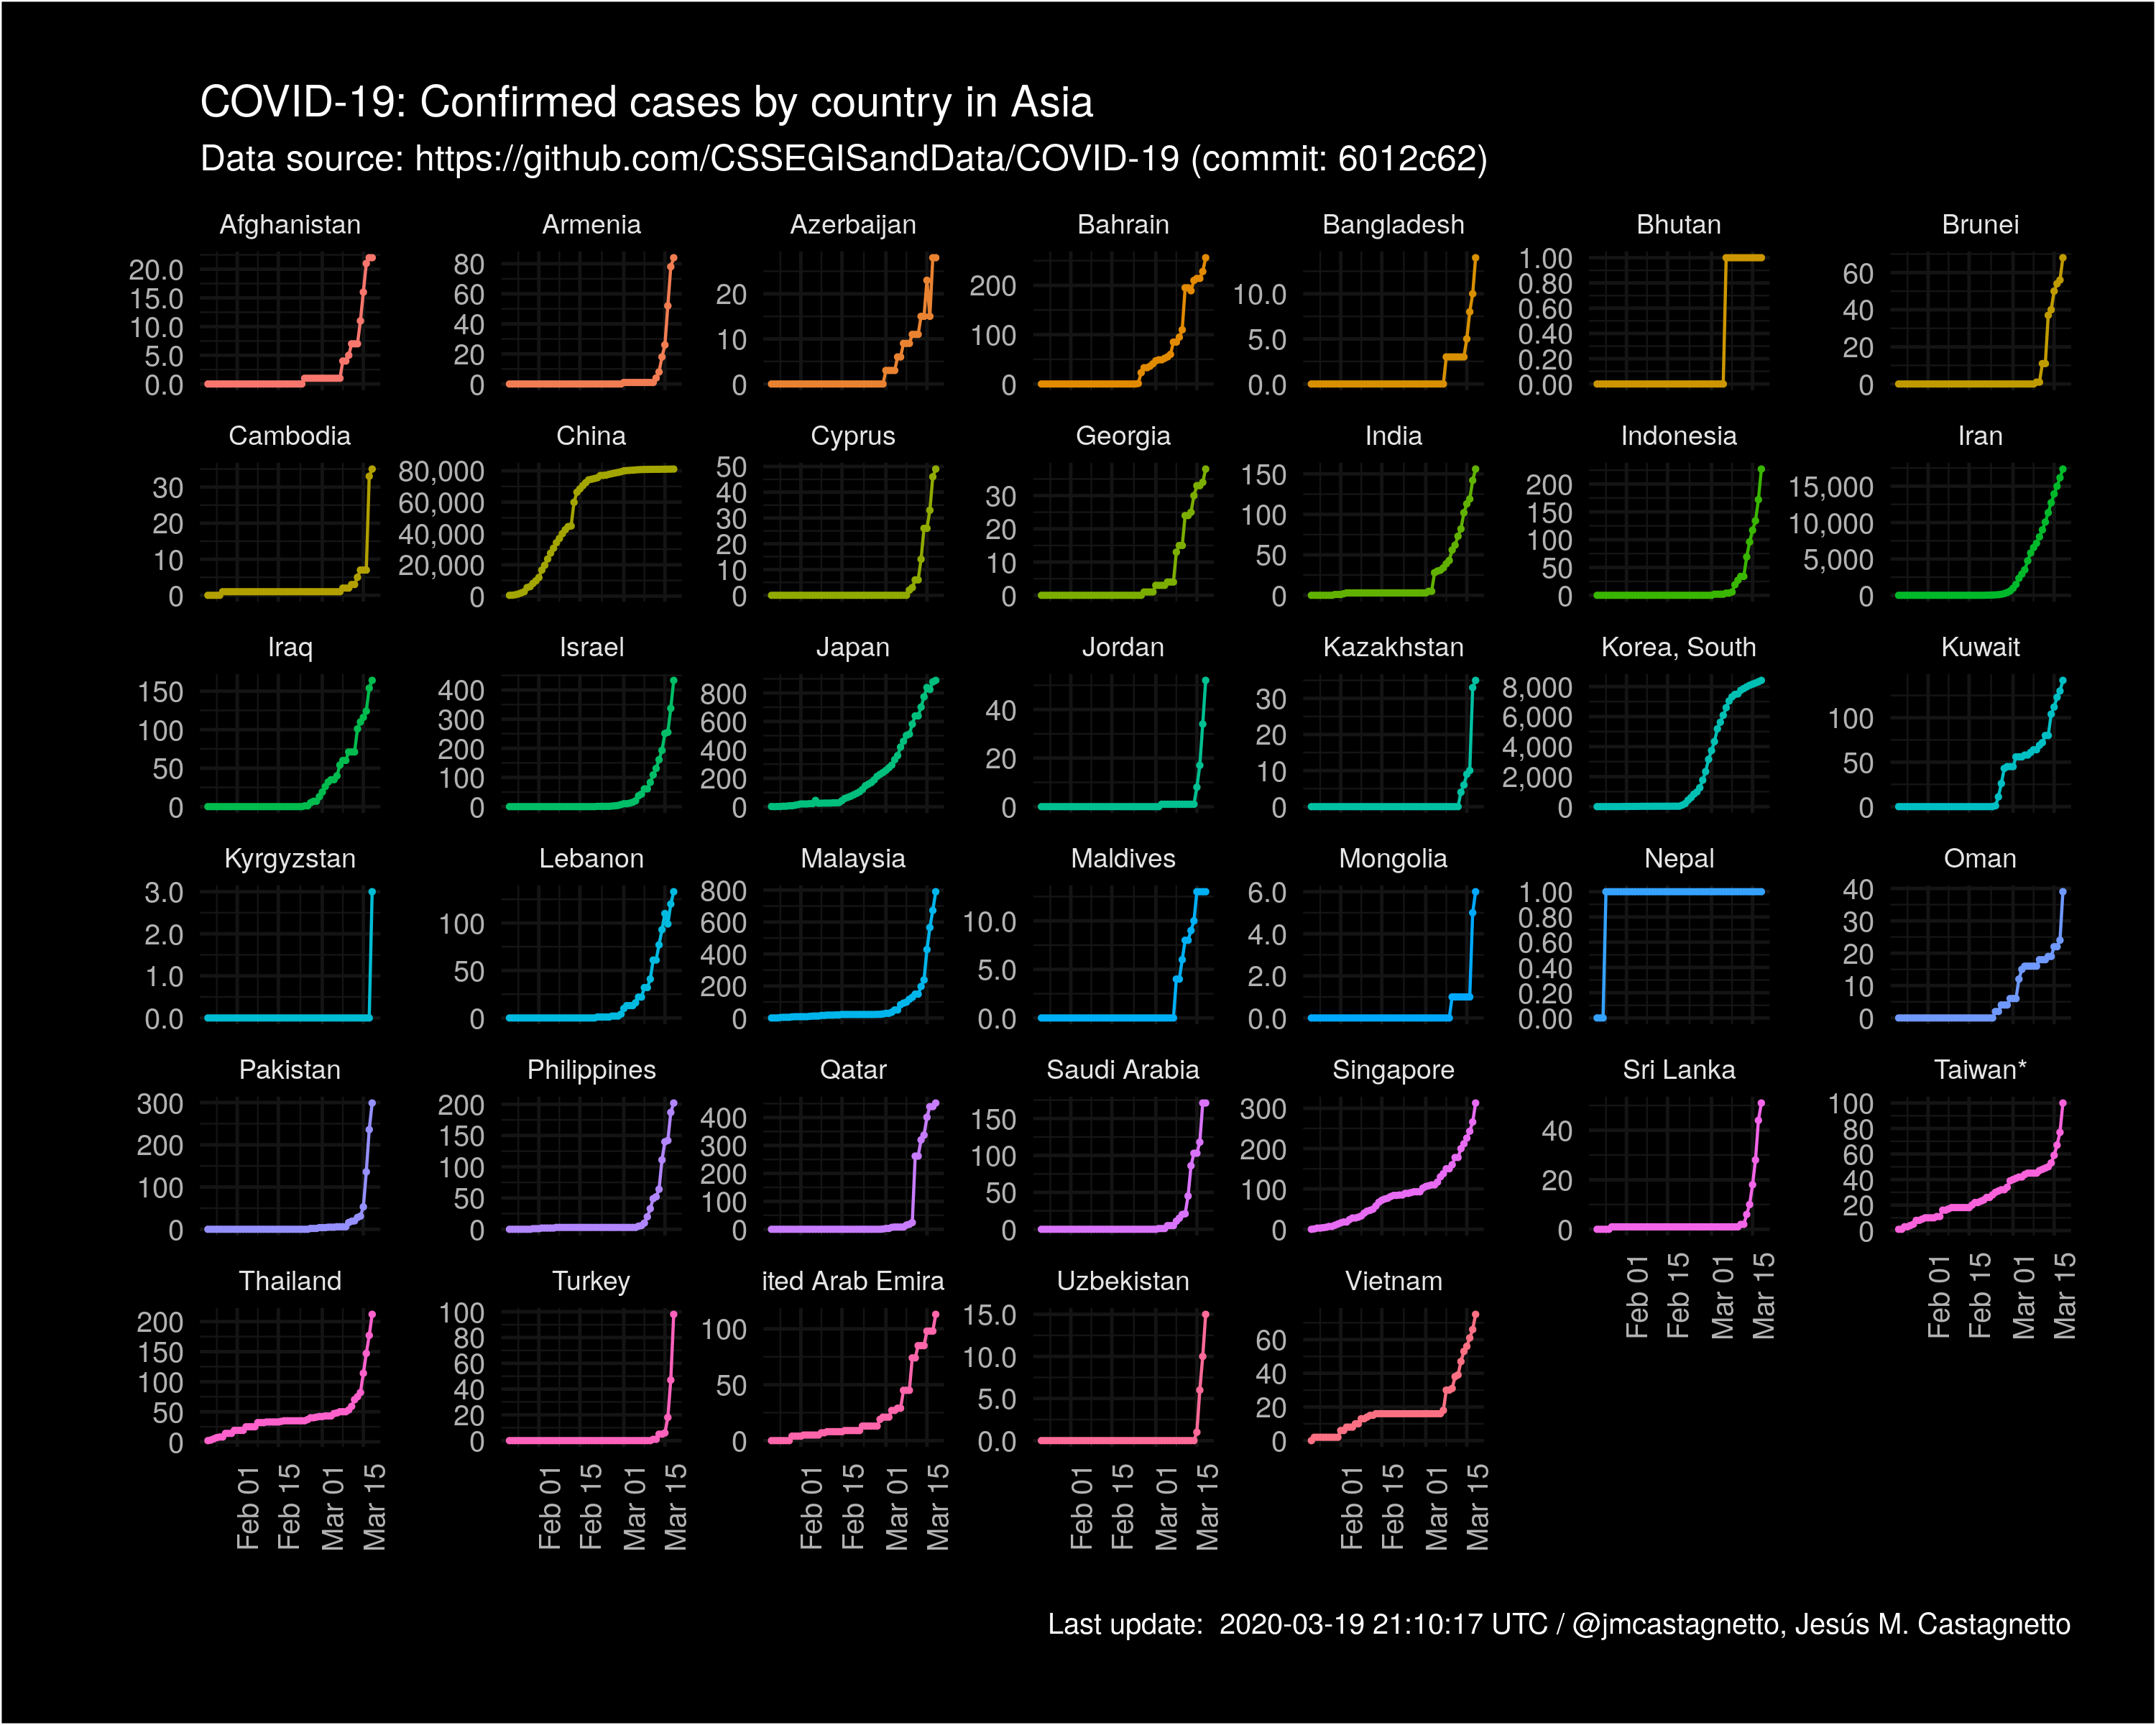 COVID-19: Confirmed cases by country in Asia
Data source: https://github.com/CSSEGISandData/COVID-19 (commit: 6012c62)
Afghanistan
20.0
15.0
10.0
5.0
0.0
Armenia
80
60
40
20
0
Azerbaijan
20
10
0
Bahrain
200
100
0
Bangladesh
10.0
5.0
0.0
Bhutan
1.00
0.80
0.60
0.40
0.20
0.00
Brunei
60
40
20
0
Cambodia
30
20
10
0
China
80,000
60,000
40,000
20,000
0
Cyprus
50
40
30
20
10
0
Georgia
30
20
10
0
India
150
100
50
0
Indonesia
200
150
100
50
0
Iran
15,000
10,000
5,000
0
Iraq
150
100
50
0
Israel
400
300
200
100
0
Japan
800
600
400
200
0
Jordan
40
20
0
Kazakhstan
30
20
10
0
Korea, South
8,000
6,000
4,000
2,000
0
Kuwait
100
50
0
Kyrgyzstan
3.0
2.0
1.0
0.0
Lebanon
100
50
0
Malaysia
800
600
400
200
0
Maldives
10.0
5.0
0.0
Mongolia
6.0
4.0
2.0
0.0
Nepal
1.00
0.80
0.60
0.40
0.20
0.00
Oman
40
30
20
10
0
Pakistan
300
200
100
0
Philippines
200
150
100
50
0
Qatar
400
300
200
100
0
Saudi Arabia
150
100
50
0
Singapore
300
200
100
0
Sri Lanka
40
20
0
Feb 01
Feb 15
Mar 01
Mar 15
Taiwan*
100
80
60
40
20
0
Feb 01
Feb 15
Mar 01
Mar 15
Thailand
200
150
100
50
0
Feb 01
Feb 15
Mar 01
Mar 15
Turkey
100
80
60
40
20
0
Feb 01
Feb 15
Mar 01
Mar 15
ited Arab Emira
100
50
0
Feb 01
Feb 15
Mar 01
Mar 15
Uzbekistan
15.0
10.0
5.0
0.0
Feb 01
Feb 15
Mar 01
Mar 15
Vietnam
60
40
20
0
Feb 01
Feb 15
Mar 01
Mar 15
Last update:  2020-03-19 21:10:17 UTC / @jmcastagnetto, Jesús M. Castagnetto